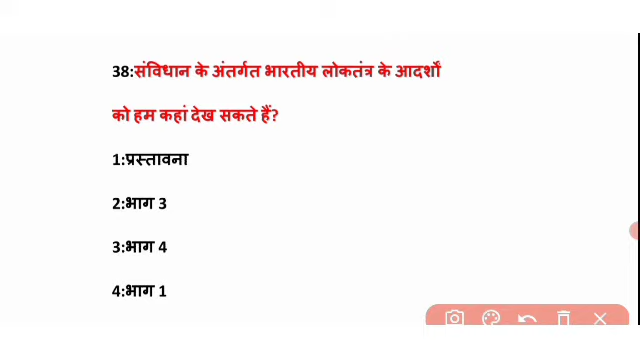 38:संविधान के अंतर्गत भारतीय लोकतंत्र के आदर्शों
को हम कहां देख सकते हैं?
1:प्रस्तावना
2:भाग 3
3:भाग 4
4:भाग 1